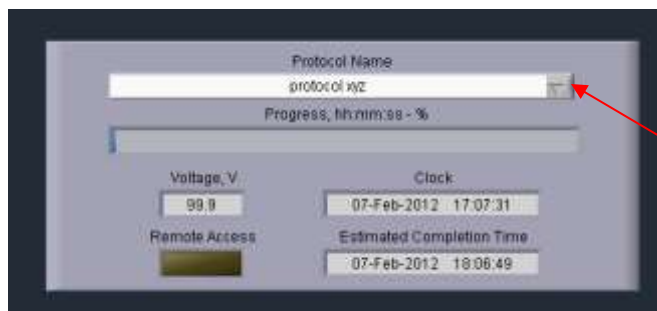 Protocol Name
protocol xyz
Progress, hh:mm:ss - %
Voltage, V
Clock
99.9
07-Feb-2012 17:07:31
Remote Access
Estimated Completion Time
07-Feb-2012 18:06:49